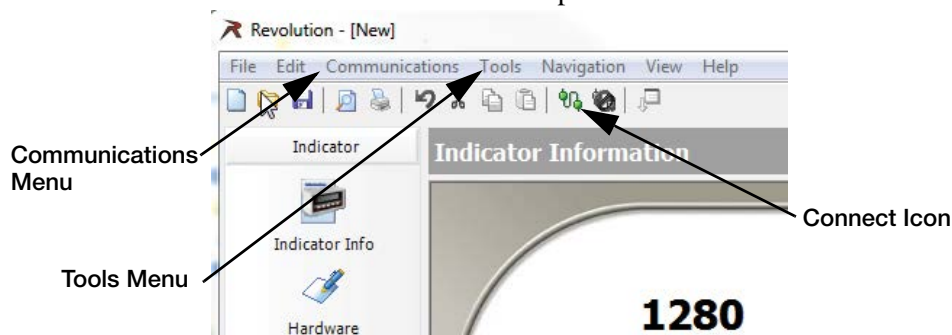 Revolution - [New]
File Edit Communications Tools Navigation View Help
Communications
Menu
Indicator
Indicator Information
Connect Icon
Indicator Info
Tools Menu
Hardware
1280